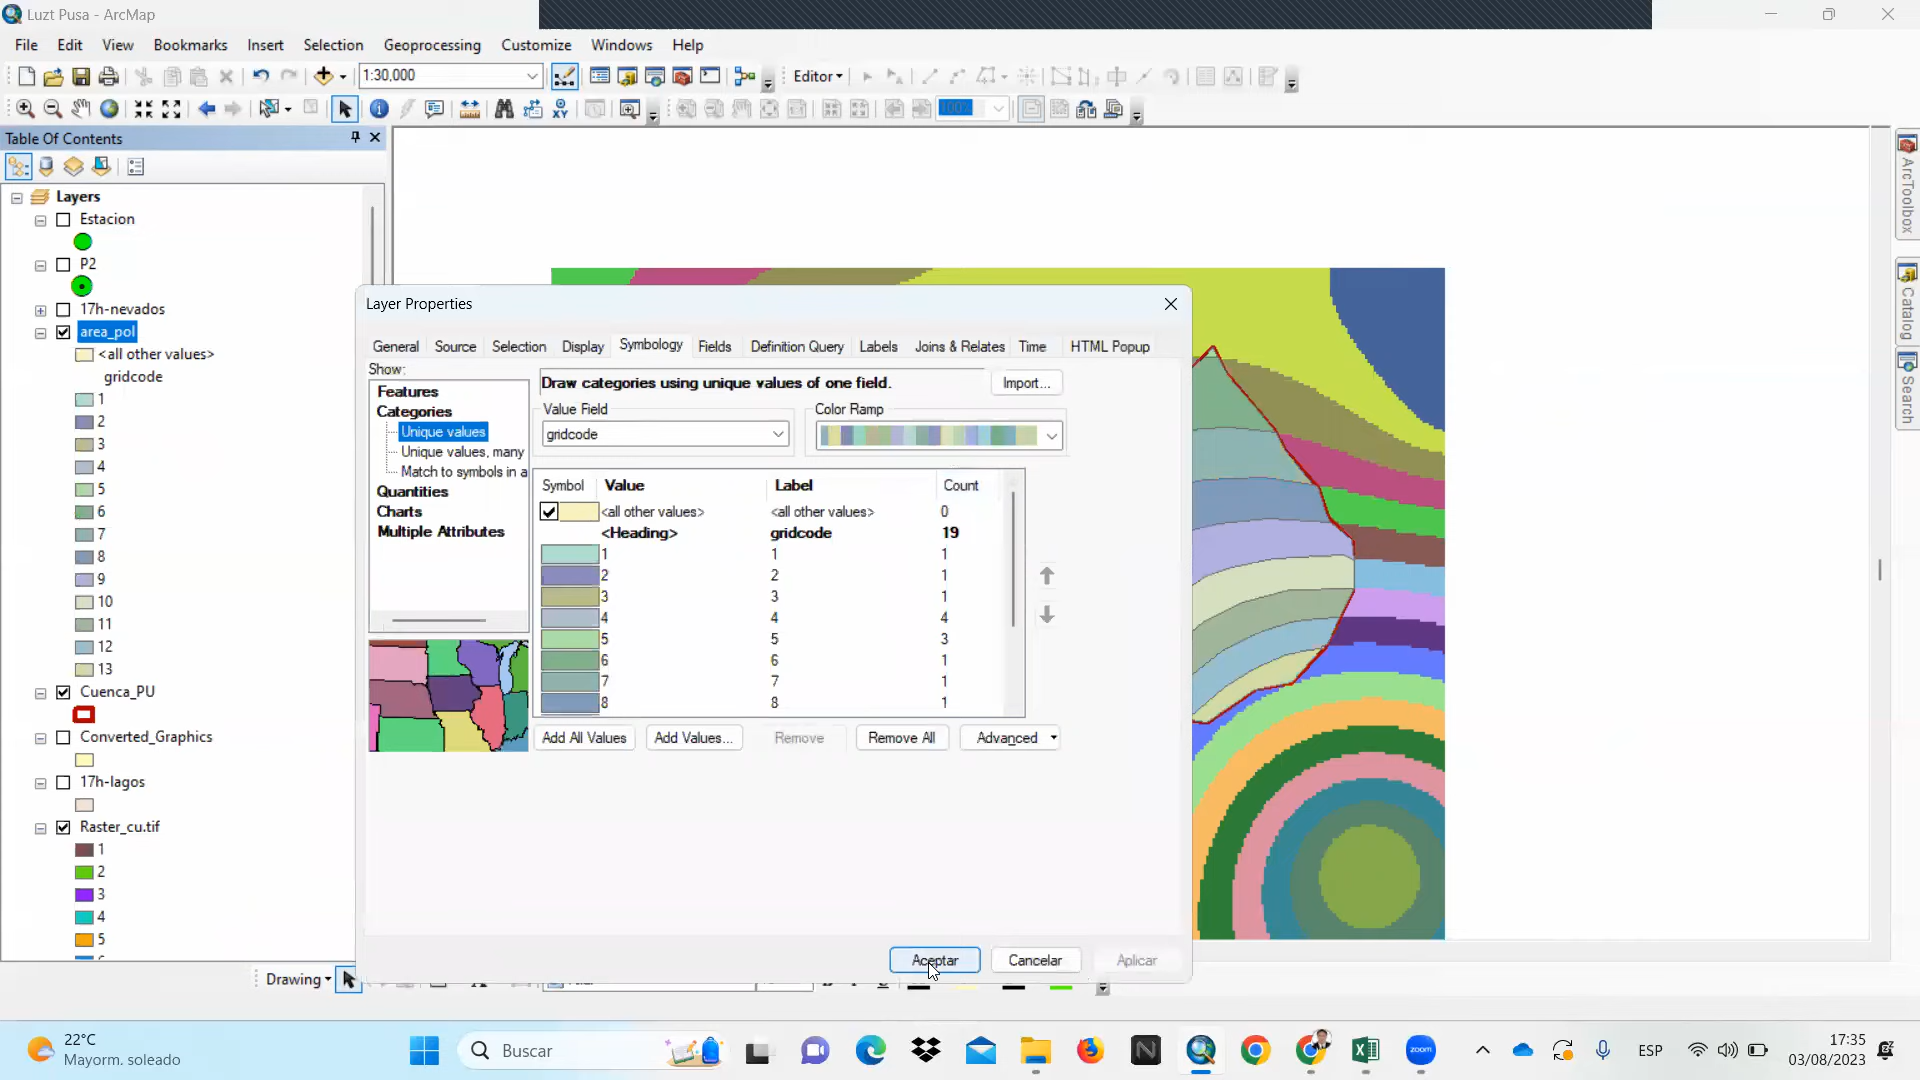 Luzt Pusa - ArcMap
File Edit View Bookmarks Insert Selection Geoprocessing Customize Windows Help
1:30,000
Editor
100%
Table Of Contents
Layers
Estacion
P2
17h-nevados
area_pol
<all other values>
gridcode
1
2
3
4
5
6
7
8
9
10
11
12
13
Cuenca_PU
Converted_Graphics
17h-lagos
Raster_cu.tif
1
2
3
4
5
Layer Properties
General Source Selection Display Symbology Fields Definition Query Labels Joins & Relates Time HTML Popup
Show:
Features
Categories
Unique values
Unique values, many
Match to symbols in a
Quantities
Charts
Multiple Attributes
Draw categories using unique values of one field.
Import...
Value Field
gridcode
Color Ramp
Symbol Value Label Count
<all other values> <all other values> 0
<Heading> gridcode 19
1 1 1
2 2 1
3 3 1
4 4 4
5 5 3
6 6 1
7 7 1
8 8 1
Add All Values Add Values... Remove Remove All Advanced
Aceptar Cancelar Aplicar
ArcToolbox
Catalog
Search
Drawing
22°C
Mayorm. soleado
Buscar
zoom
ESP
17:35
03/08/2023